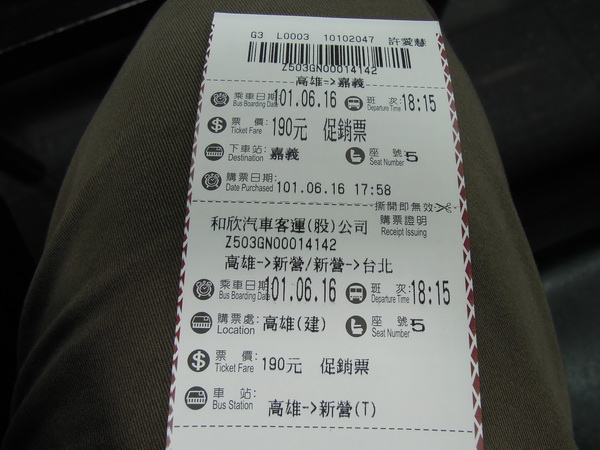 G3 L0003 10102047 許愛慧
Z503GN00014142
高雄->嘉義
乘車日期 101.06.16 班次: 18:15
Bus Boarding Date Departure Time
票價: 190元 促銷票
Ticket Fare
下車站: 嘉義 座號: 5
Destination Seat Number
購票日期: 101.06.16 17:58
Date Purchased
撕開即無效
和欣汽車客運(股)公司 購票證明
Z503GN00014142 Receipt Issuing
高雄->新營/新營->台北
乘車日期 101.06.16 班次: 18:15
Bus Boarding Date Departure Time
購票處: 高雄(建) 座號: 5
Location Seat Number
票價: 190元 促銷票
Ticket Fare
車站: 高雄->新營(T)
Bus Station